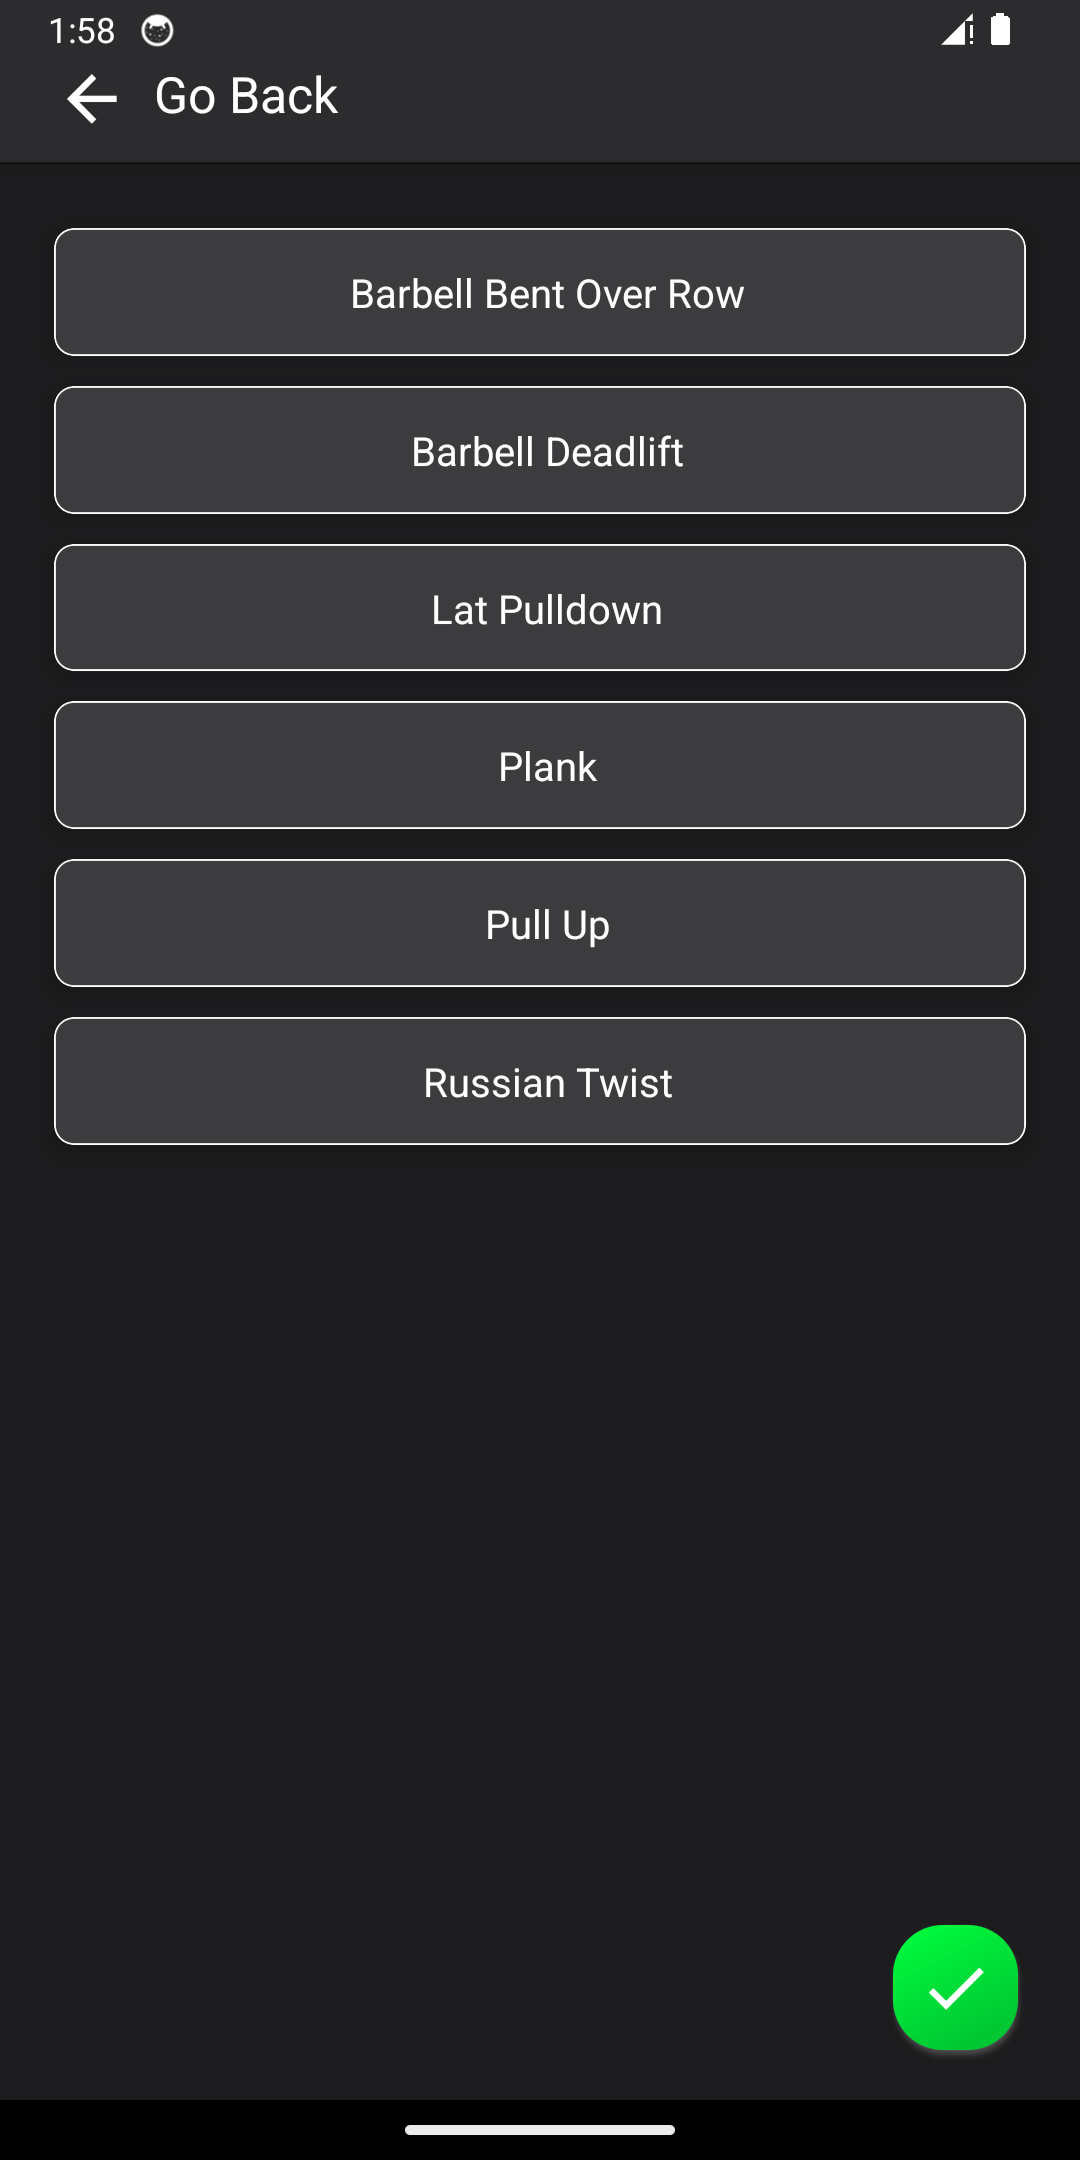 1:58
Go Back
Barbell Bent Over Row
Barbell Deadlift
Lat Pulldown
Plank
Pull Up
Russian Twist